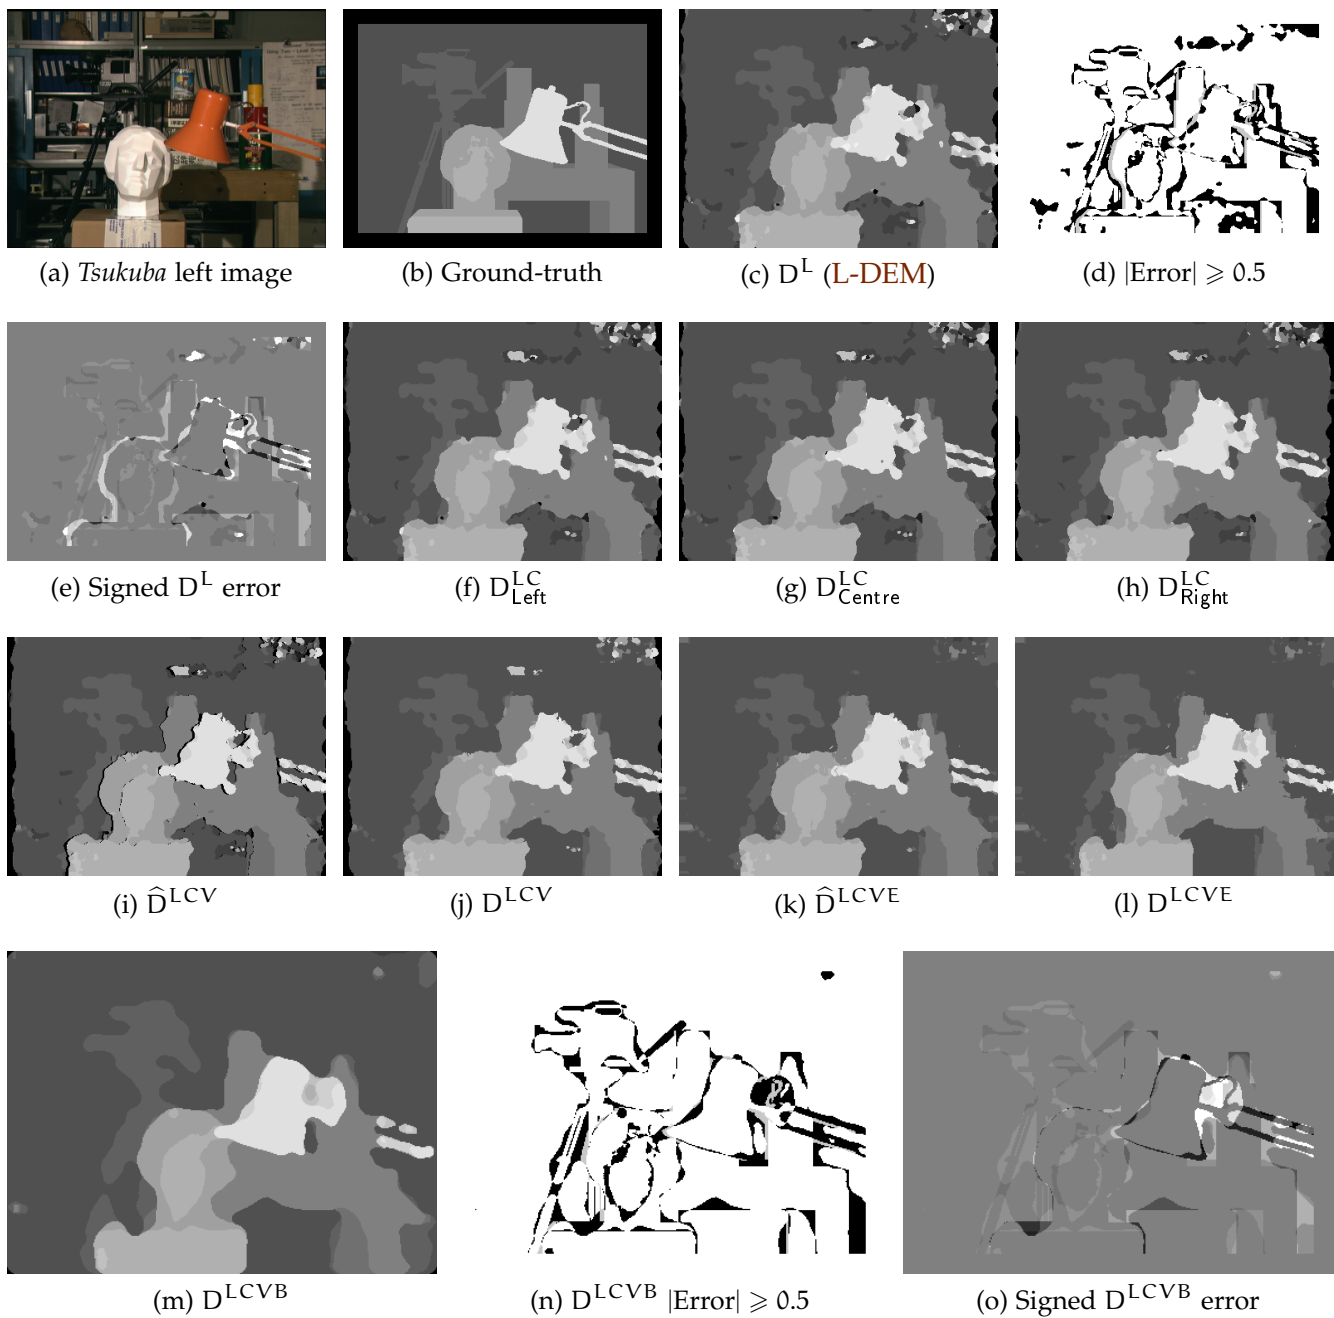 (a) Tsukuba left image
(b) Ground-truth
(c) D^L (L-DEM)
(d) |Error| ⩾ 0.5
(e) Signed D^L error
(f) D^LC_Left
(g) D^LC_Centre
(h) D^LC_Right
(i) D̂^LCV
(j) D^LCV
(k) D̂^LCVE
(l) D^LCVE
(m) D^LCVB
(n) D^LCVB |Error| ⩾ 0.5
(o) Signed D^LCVB error